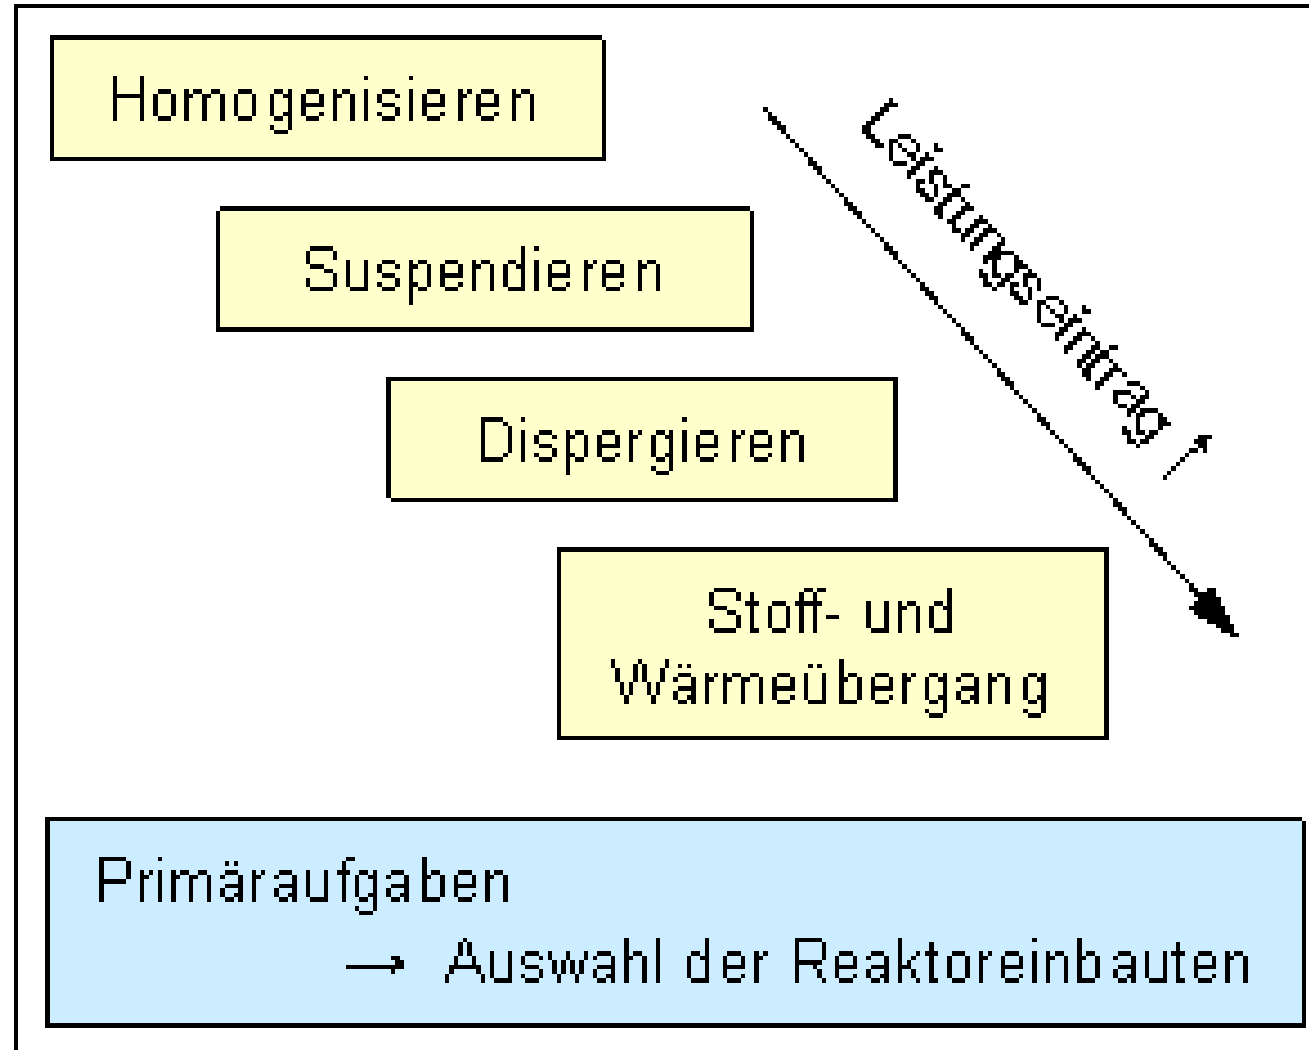 Homogenisieren
Leistungseintrag ↑
Suspendieren
Dispergieren
Stoff- und
Wärmeübergang
Primäraufgaben
→ Auswahl der Reaktoreinbauten